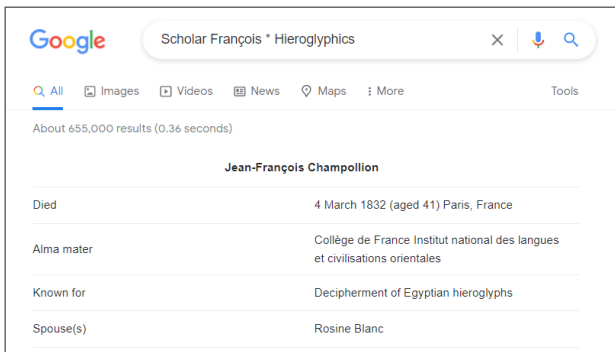 Google
Scholar François * Hieroglyphics
All Images Videos News Maps More Tools
About 655,000 results (0.36 seconds)
Jean-François Champollion
Died 4 March 1832 (aged 41) Paris, France
Alma mater Collège de France Institut national des langues
et civilisations orientales
Known for Decipherment of Egyptian hieroglyphs
Spouse(s) Rosine Blanc